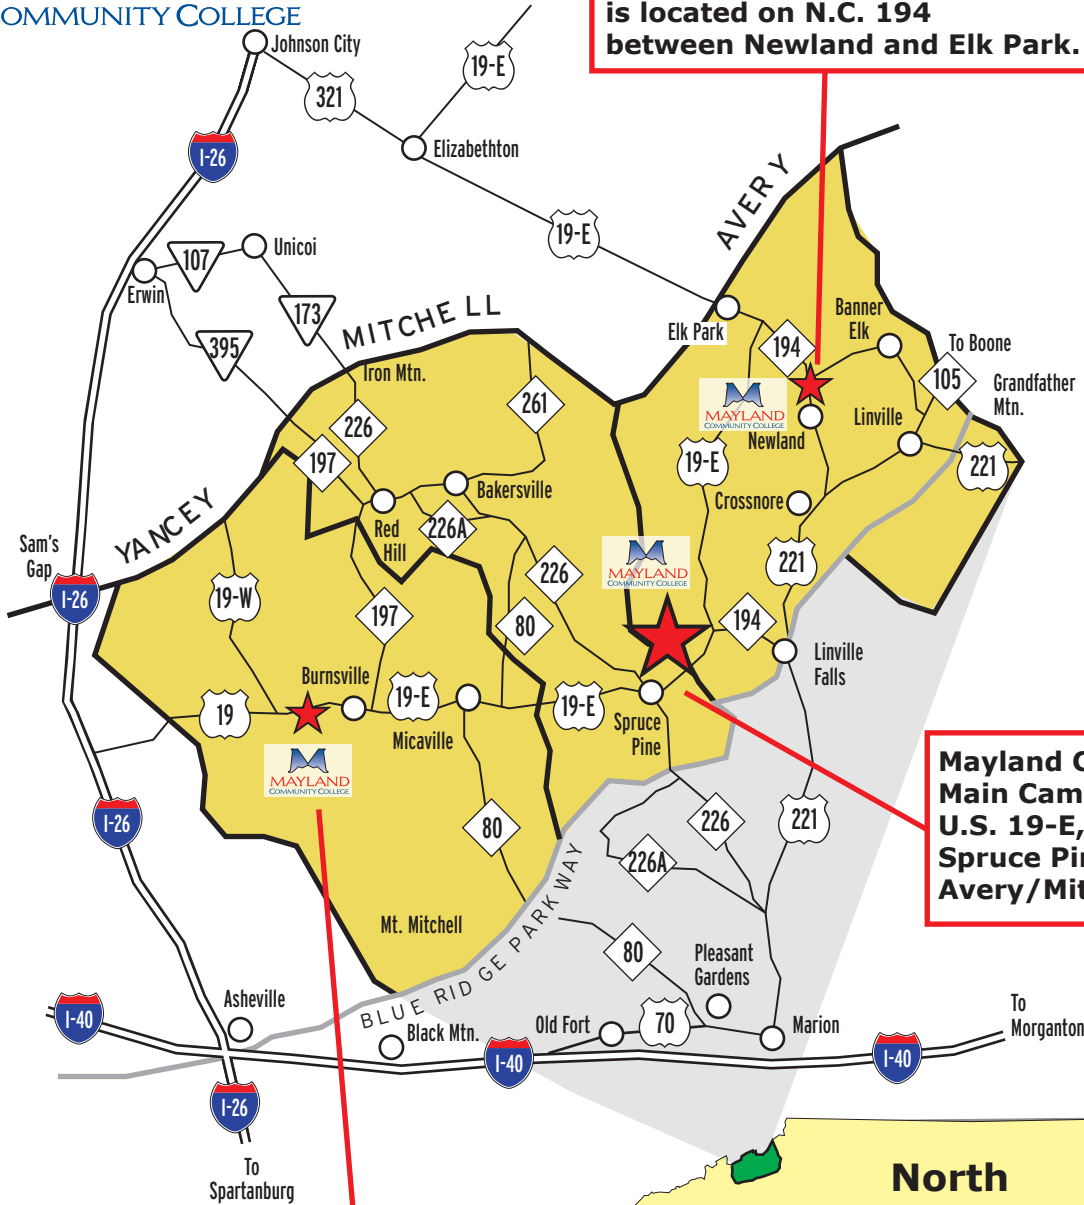 COMMUNITY COLLEGE
is located on N.C. 194
between Newland and Elk Park.
Johnson City
19-E
321
I-26
Elizabethton
AVERY
19-E
107
Unicoi
Erwin
173
MITCHELL
395
Elk Park
Banner
Elk
194
To Boone
105
Grandfather
Mtn.
Iron Mtn.
261
MAYLAND
COMMUNITY COLLEGE
Newland
Linville
226
197
19-E
221
Bakersville
Crossnore
YANCEY
Red
Hill
226A
Sam's
Gap
I-26
MAYLAND
COMMUNITY COLLEGE
221
19-W
226
197
80
194
Linville
Falls
Burnsville
19
19-E
Micaville
19-E
Spruce
Pine
MAYLAND
COMMUNITY COLLEGE
Mayland C
Main Cam
U.S. 19-E,
Spruce Pin
Avery/Mit
I-26
80
226
221
226A
Mt. Mitchell
BLUE RIDGE PARKWAY
80
Pleasant
Gardens
Asheville
I-40
Black Mtn.
Old Fort
70
Marion
To
Morganton
I-40
I-40
I-26
To
Spartanburg
North